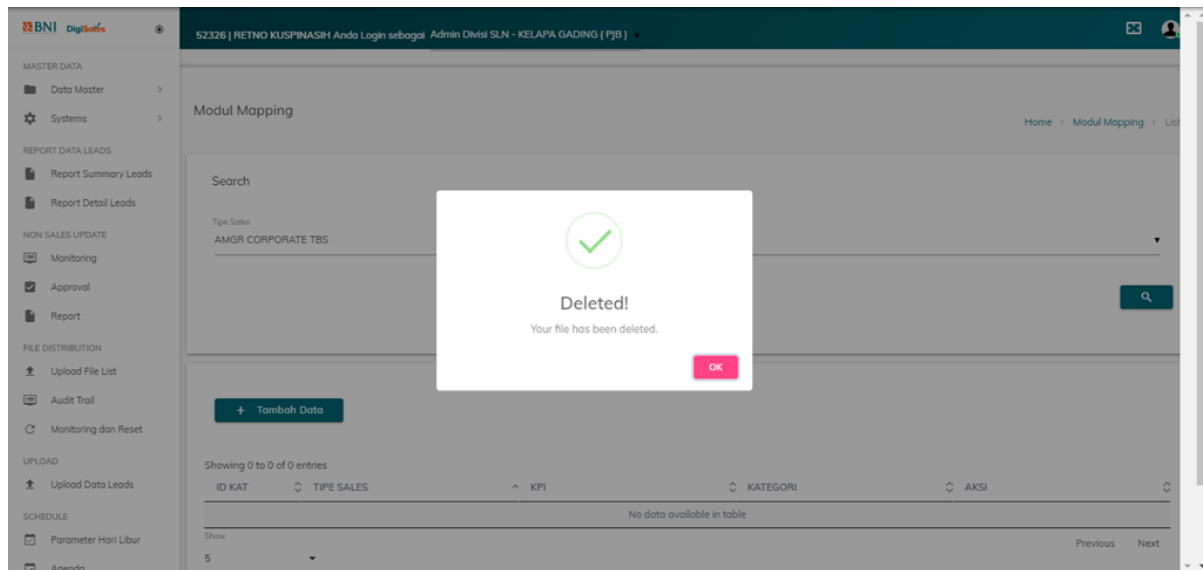 BNI DigiSales
52326 | RETNO KUSPINASIH Anda Login sebagai Admin Divisi SLN - KELAPA GADING ( PJB )
MASTER DATA
Data Master
Systems
REPORT DATA LEADS
Report Summary Leads
Report Detail Leads
NON SALES UPDATE
Monitoring
Approval
Report
FILE DISTRIBUTION
Upload File List
Audit Trail
Monitoring dan Reset
UPLOAD
Upload Data Leads
SCHEDULE
Parameter Hari Libur
Agenda
Modul Mapping
Home > Modul Mapping > List
Search
Tipe Sales
AMGR CORPORATE TBS
Deleted!
Your file has been deleted.
OK
+ Tambah Data
Showing 0 to 0 of 0 entries
ID KAT TIPE SALES KPI KATEGORI AKSI
No data available in table
Show
5
Previous Next